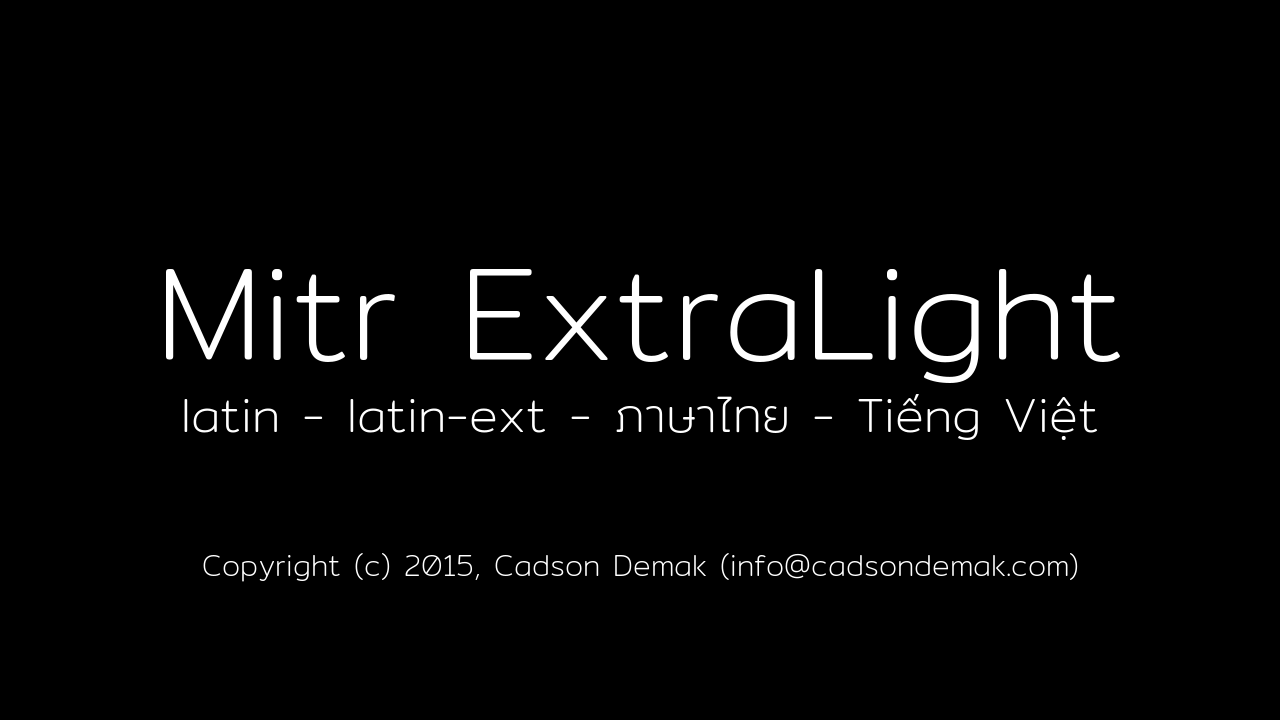 Mitr ExtraLight
latin - latin-ext - ภาษาไทย - Tiếng Việt
Copyright (c) 2015, Cadson Demak (info@cadsondemak.com)